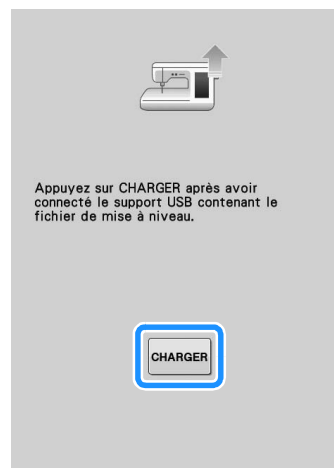 Appuyez sur CHARGER après avoir
connecté le support USB contenant le
fichier de mise à niveau.
CHARGER